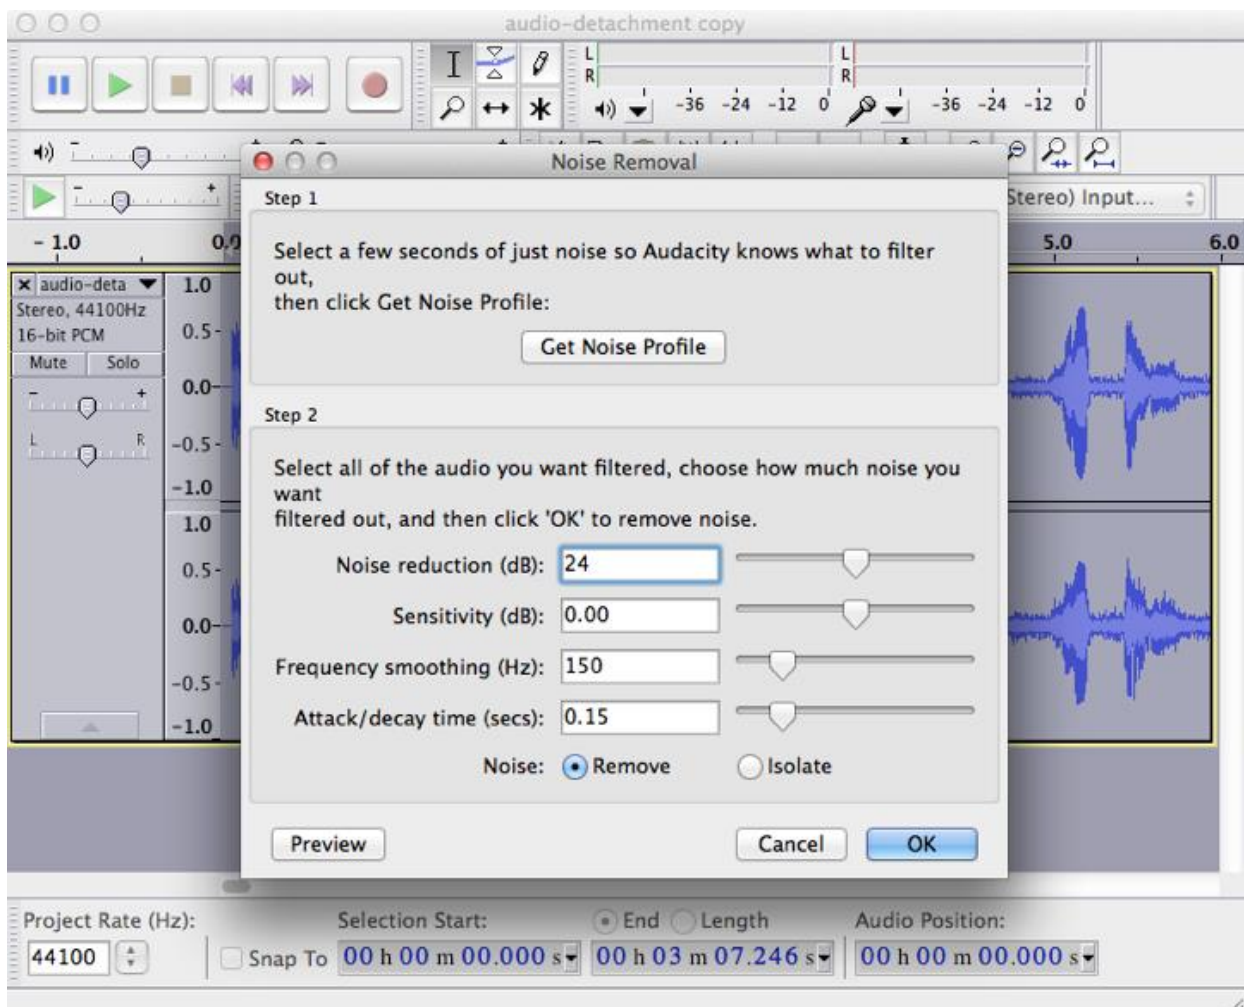 audio-detachment copy
L
R
-36 -24 -12 0
L
R
-36 -24 -12 0
- +
- +
Stereo) Input...
- 1.0 0.0 5.0 6.0
Noise Removal
Step 1
Select a few seconds of just noise so Audacity knows what to filter
out,
then click Get Noise Profile:
Get Noise Profile
Step 2
Select all of the audio you want filtered, choose how much noise you
want
filtered out, and then click 'OK' to remove noise.
Noise reduction (dB): 24
Sensitivity (dB): 0.00
Frequency smoothing (Hz): 150
Attack/decay time (secs): 0.15
Noise: Remove Isolate
Preview Cancel OK
audio-deta
Stereo, 44100Hz
16-bit PCM
Mute Solo
- +
L R
1.0
0.5-
0.0-
-0.5-
-1.0
1.0
0.5-
0.0-
-0.5-
-1.0
Project Rate (Hz): Selection Start: End Length Audio Position:
44100 Snap To 00 h 00 m 00.000 s 00 h 03 m 07.246 s 00 h 00 m 00.000 s